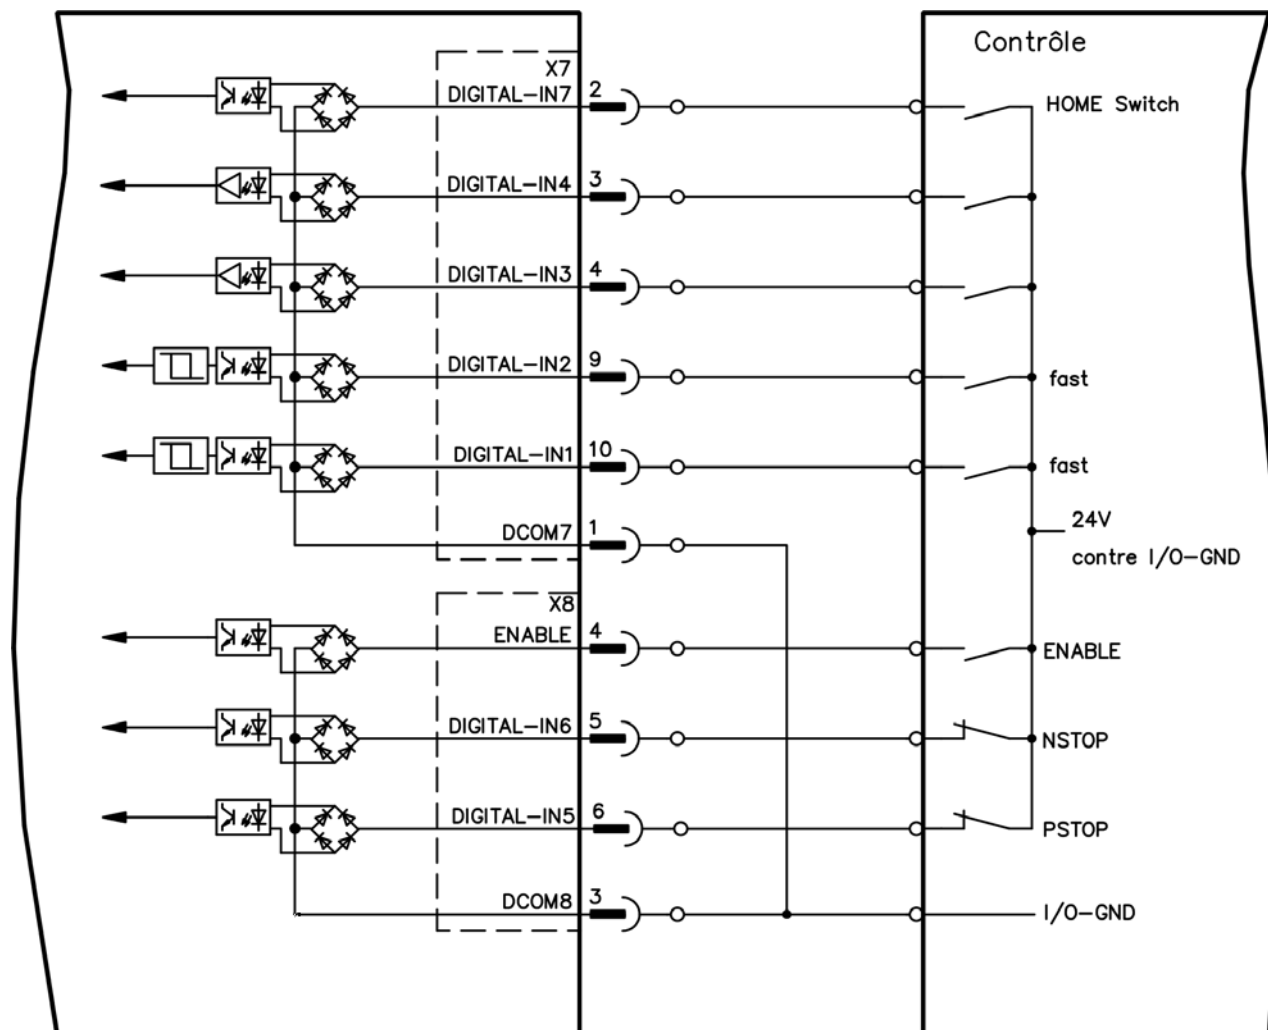 Contrôle
X7
DIGITAL-IN7 2 HOME Switch
DIGITAL-IN4 3
DIGITAL-IN3 4
DIGITAL-IN2 9 fast
DIGITAL-IN1 10 fast
DCOM7 1 24V
contre I/O-GND
X8
ENABLE 4 ENABLE
DIGITAL-IN6 5 NSTOP
DIGITAL-IN5 6 PSTOP
DCOM8 3 I/O-GND